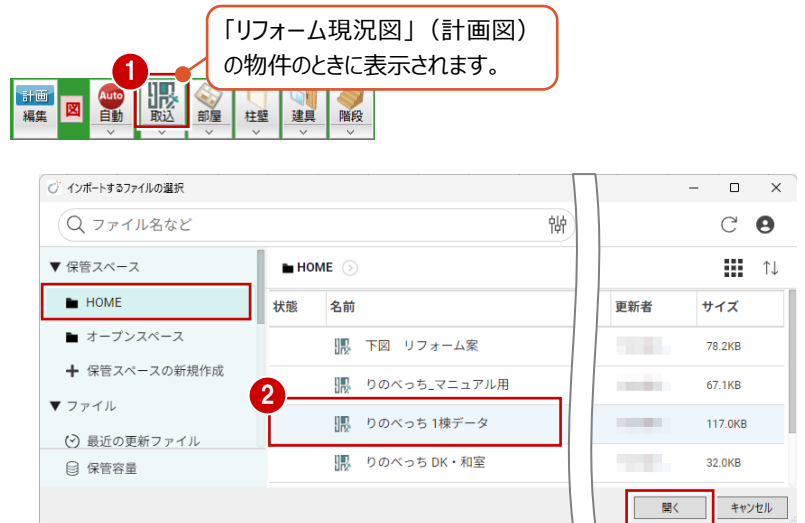 「リフォーム現況図」（計画図）
の物件のときに表示されます。
1
計画
編集
図
Auto
自動
取込
部屋
柱壁
建具
階段
インポートするファイルの選択
ファイル名など
▼保管スペース
HOME
HOME
状態 名前 更新者 サイズ
オープンスペース
下図　リフォーム案 78.2KB
保管スペースの新規作成
りのべっち_マニュアル用 67.1KB
2
▼ファイル
りのべっち 1棟データ 117.0KB
最近の更新ファイル
りのべっち DK・和室 32.0KB
保管容量
開く キャンセル